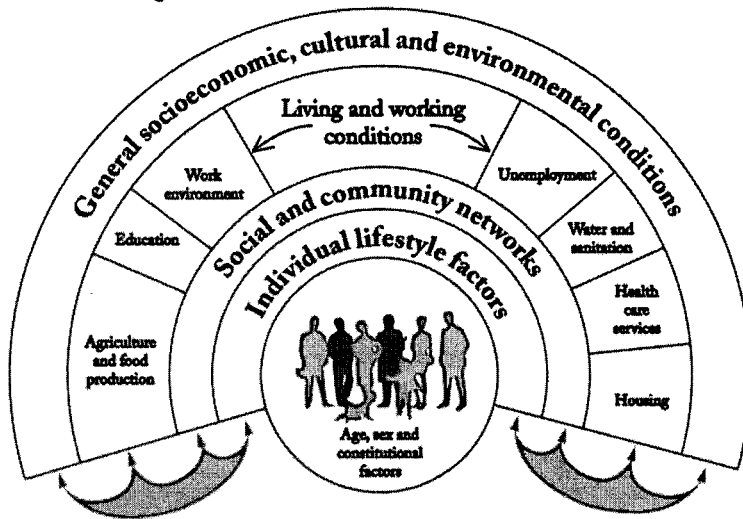 General socioeconomic, cultural and environmental conditions
Living and working
conditions
Work
environment
Unemployment
Education
Water and
sanitation
Social and community networks
Individual lifestyle factors
Agriculture
and food
production
Health
care
services
Housing
Age, sex and
constitutional
factors